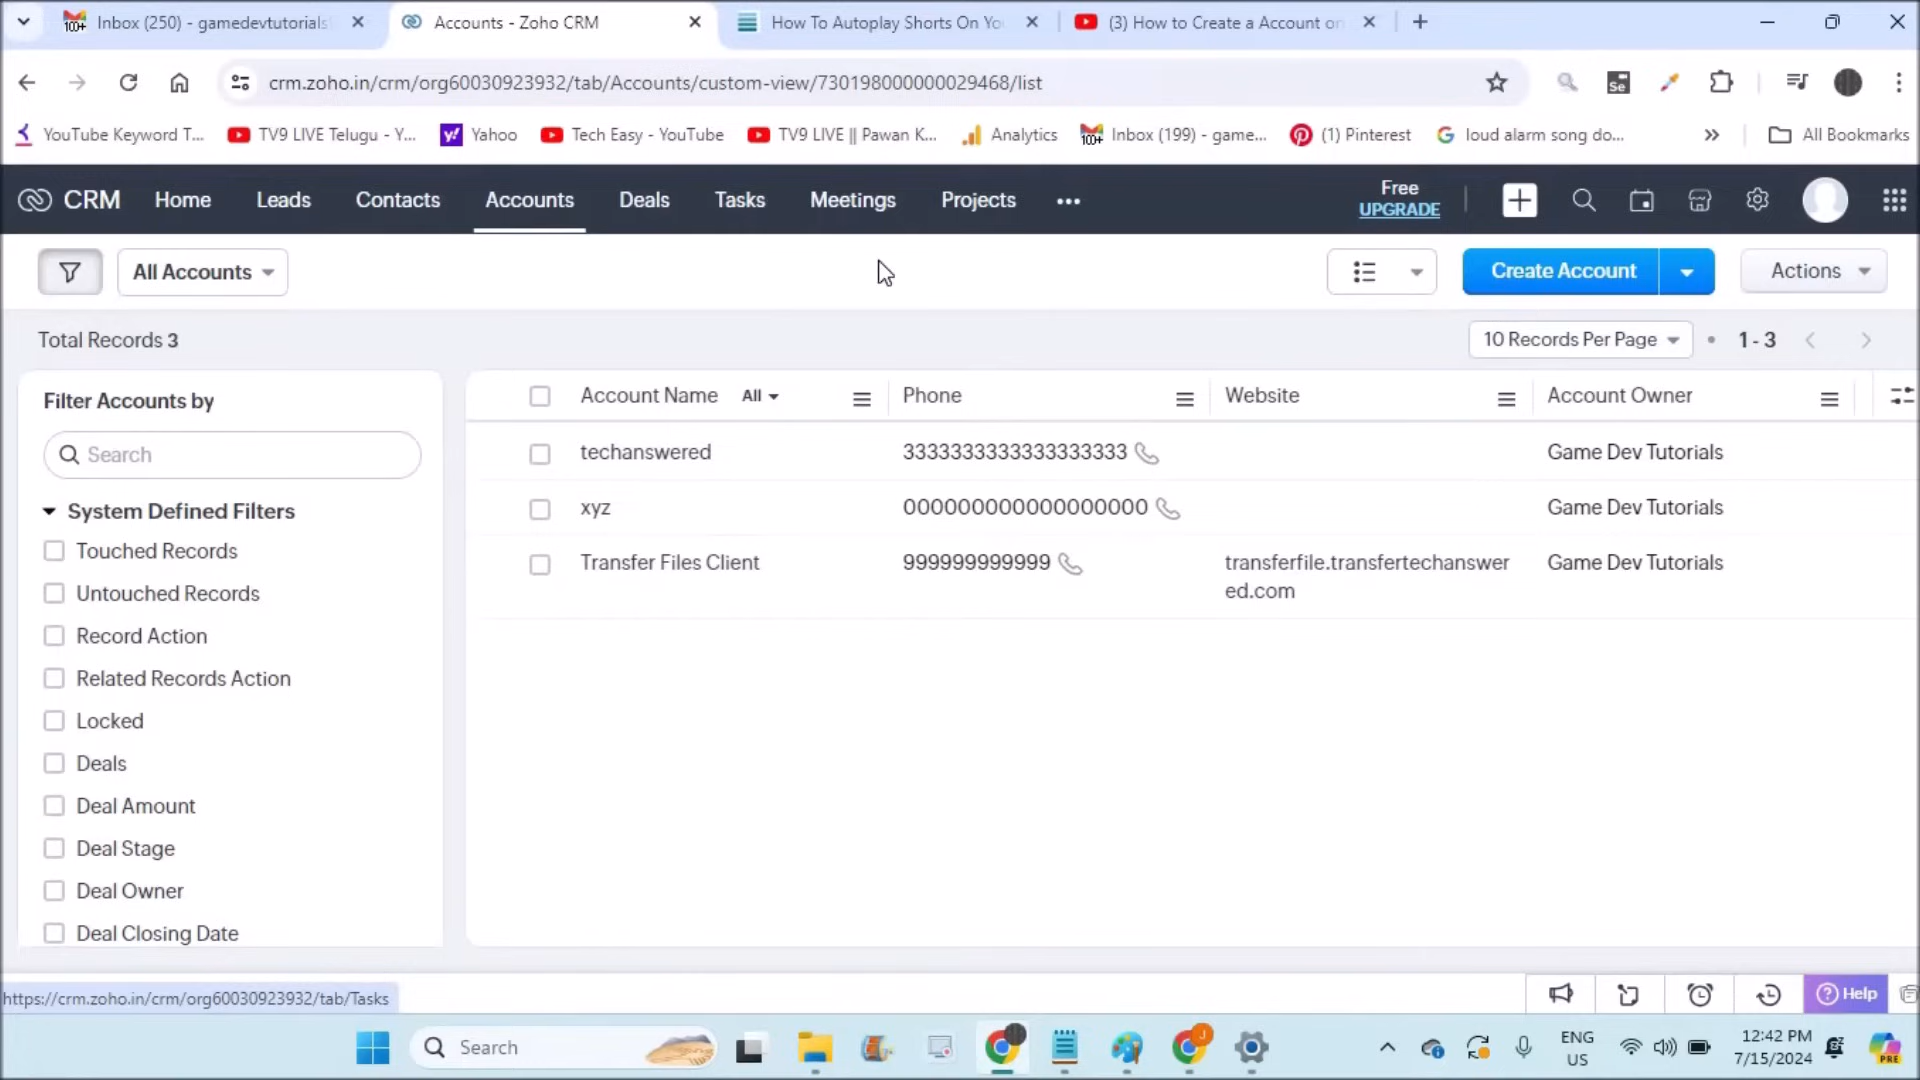 Inbox (250) - gamedevtutorials
Accounts - Zoho CRM
How To Autoplay Shorts On Yo
(3) How to Create a Account on
crm.zoho.in/crm/org60030923932/tab/Accounts/custom-view/730198000000029468/list
YouTube Keyword T...
TV9 LIVE Telugu - Y...
Yahoo
Tech Easy - YouTube
TV9 LIVE || Pawan K...
Analytics
Inbox (199) - game...
(1) Pinterest
loud alarm song do...
All Bookmarks
CRM
Home
Leads
Contacts
Accounts
Deals
Tasks
Meetings
Projects
Free
UPGRADE
All Accounts
Create Account
Actions
Total Records 3
10 Records Per Page
1 - 3
Filter Accounts by
Search
System Defined Filters
Touched Records
Untouched Records
Record Action
Related Records Action
Locked
Deals
Deal Amount
Deal Stage
Deal Owner
Deal Closing Date
Account Name All
Phone
Website
Account Owner
techanswered
3333333333333333333
Game Dev Tutorials
xyz
000000000000000000
Game Dev Tutorials
Transfer Files Client
999999999999
transferfile.transfertechanswer
ed.com
Game Dev Tutorials
https://crm.zoho.in/crm/org60030923932/tab/Tasks
Help
Search
ENG
US
12:42 PM
7/15/2024